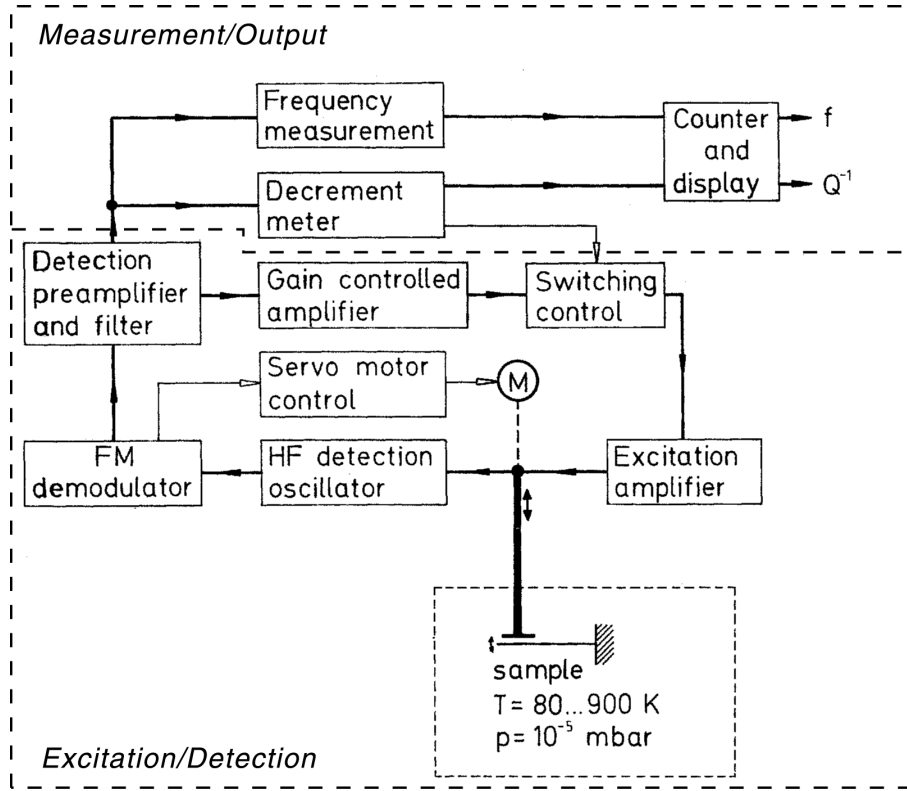 Measurement/Output
Frequency
measurement
Counter
and
display
f
Q⁻¹
Decrement
meter
Detection
preamplifier
and filter
Gain controlled
amplifier
Switching
control
Servo motor
control
M
FM
demodulator
HF detection
oscillator
Excitation
amplifier
sample
T = 80...900 K
p = 10⁻⁵ mbar
Excitation/Detection